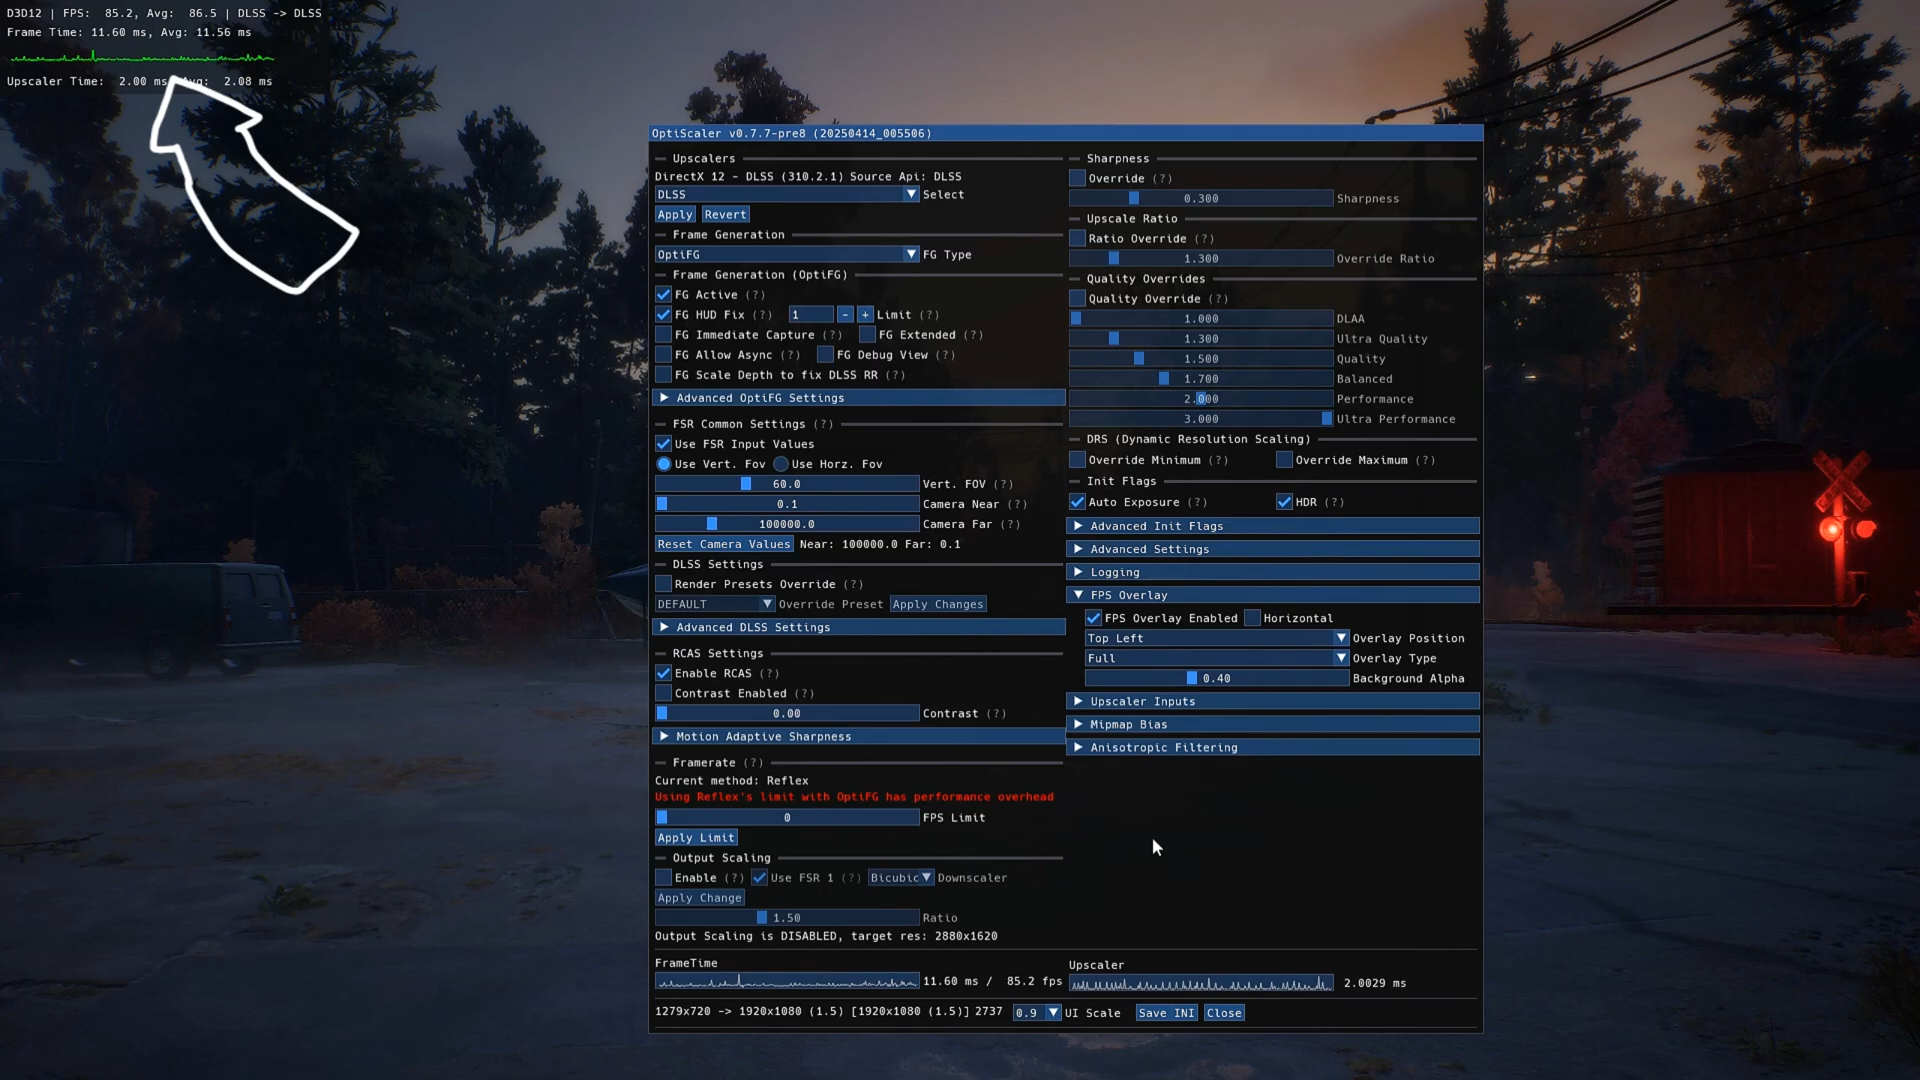 D3D12 | FPS:  85.2, Avg:  86.5 | DLSS -> DLSS
Frame Time: 11.60 ms, Avg: 11.56 ms
Upscaler Time:  2.00 ms, Avg:  2.08 ms
OptiScaler v0.7.7-pre8 (20250414_005506)
Upscalers
DirectX 12 - DLSS (310.2.1) Source Api: DLSS
DLSS Select
Apply Revert
Frame Generation
OptiFG FG Type
Frame Generation (OptiFG)
FG Active (?)
FG HUD Fix (?) 1 - + Limit (?)
FG Immediate Capture (?) FG Extended (?)
FG Allow Async (?) FG Debug View (?)
FG Scale Depth to fix DLSS RR (?)
Advanced OptiFG Settings
FSR Common Settings (?)
Use FSR Input Values
Use Vert. Fov Use Horz. Fov
60.0 Vert. FOV (?)
0.1 Camera Near (?)
100000.0 Camera Far (?)
Reset Camera Values Near: 100000.0 Far: 0.1
DLSS Settings
Render Presets Override (?)
DEFAULT Override Preset Apply Changes
Advanced DLSS Settings
RCAS Settings
Enable RCAS (?)
Contrast Enabled (?)
0.00 Contrast (?)
Motion Adaptive Sharpness
Framerate (?)
Current method: Reflex
Using Reflex's limit with OptiFG has performance overhead
0 FPS Limit
Apply Limit
Output Scaling
Enable (?) Use FSR 1 (?) Bicubic Downscaler
Apply Change
1.50 Ratio
Output Scaling is DISABLED, target res: 2880x1620
Sharpness
Override (?)
0.300 Sharpness
Upscale Ratio
Ratio Override (?)
1.300 Override Ratio
Quality Overrides
Quality Override (?)
1.000 DLAA
1.300 Ultra Quality
1.500 Quality
1.700 Balanced
2.000 Performance
3.000 Ultra Performance
DRS (Dynamic Resolution Scaling)
Override Minimum (?) Override Maximum (?)
Init Flags
Auto Exposure (?) HDR (?)
Advanced Init Flags
Advanced Settings
Logging
FPS Overlay
FPS Overlay Enabled Horizontal
Top Left Overlay Position
Full Overlay Type
0.40 Background Alpha
Upscaler Inputs
Mipmap Bias
Anisotropic Filtering
FrameTime
11.60 ms /  85.2 fps
Upscaler
2.0029 ms
1279x720 -> 1920x1080 (1.5) [1920x1080 (1.5)] 2737 0.9 UI Scale Save INI Close